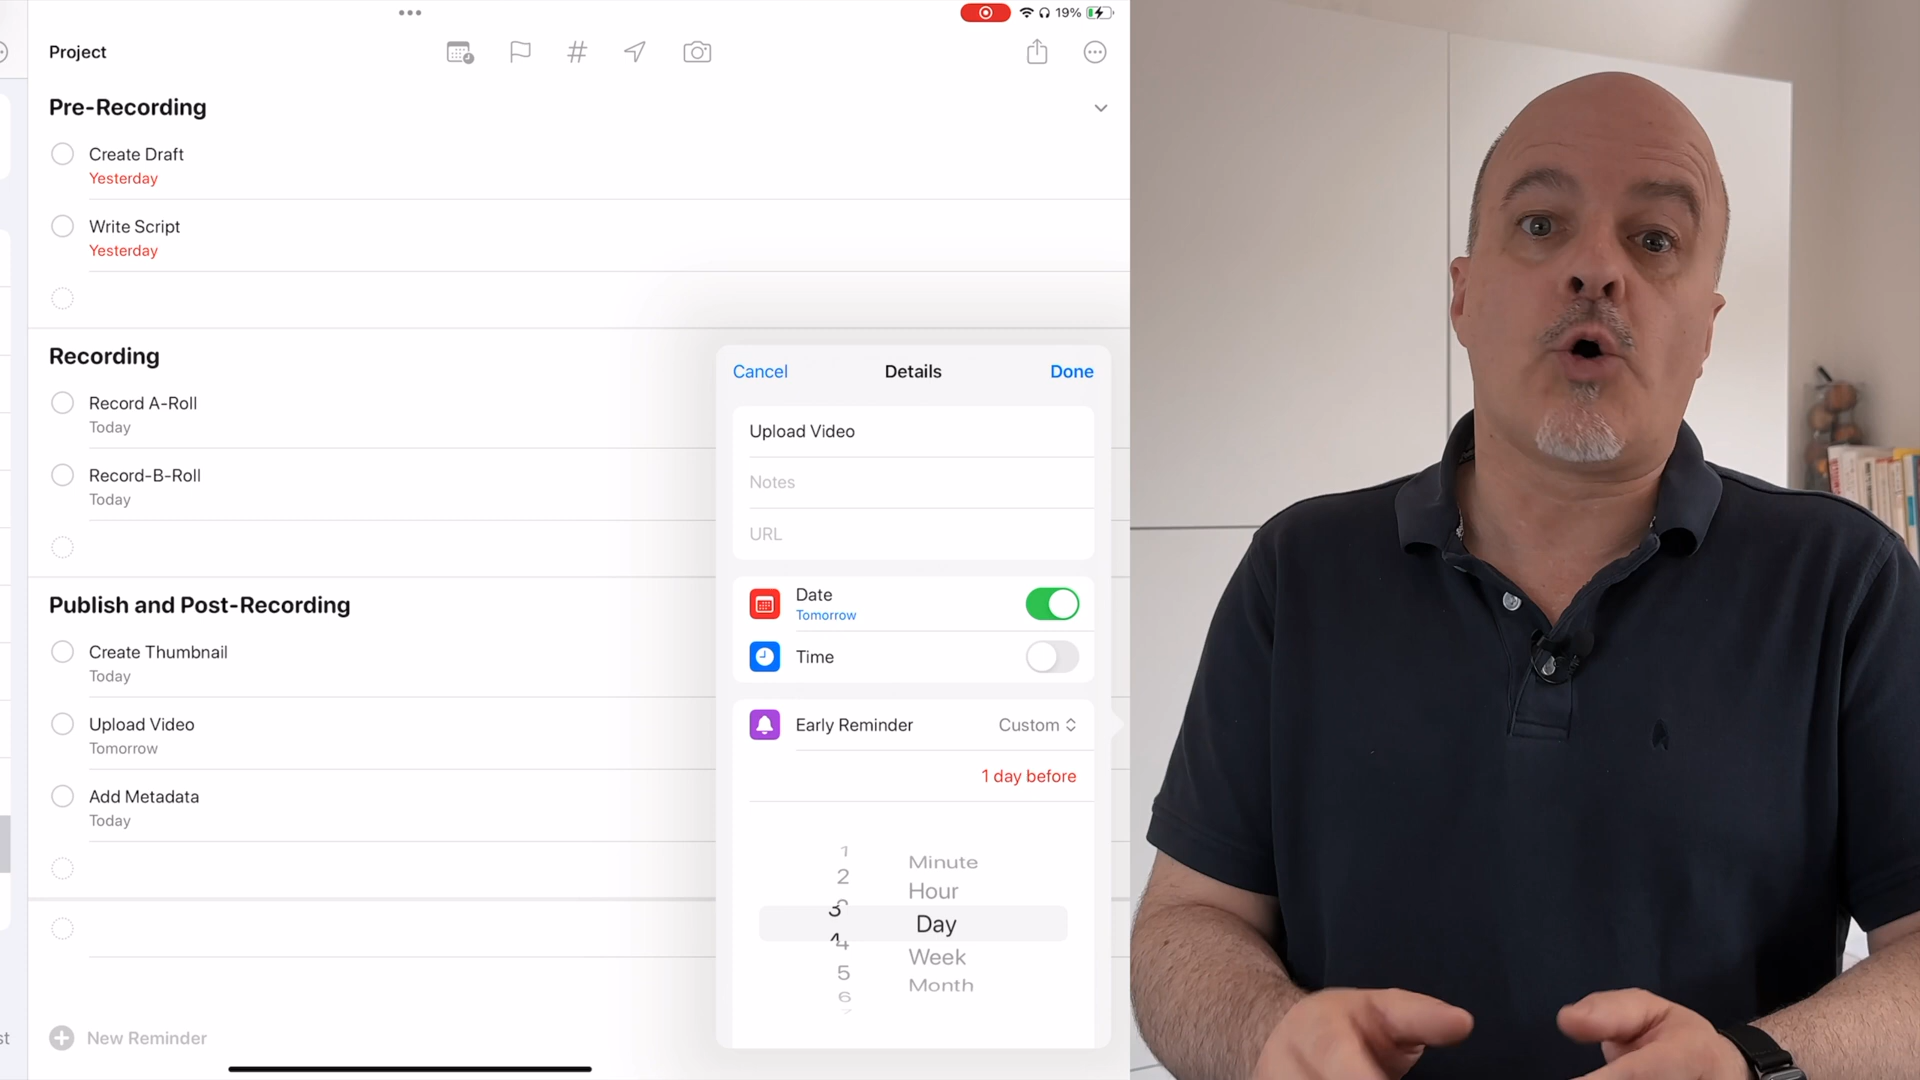 19%
Project
Pre-Recording
Create Draft
Yesterday
Write Script
Yesterday
Recording
Record A-Roll
Today
Record-B-Roll
Today
Publish and Post-Recording
Create Thumbnail
Today
Upload Video
Tomorrow
Add Metadata
Today
New Reminder
st
Cancel
Details
Done
Upload Video
Notes
URL
Date
Tomorrow
Time
Early Reminder
Custom
1 day before
1
2 Minute
3 Hour
4 Day
5 Week
6 Month
7